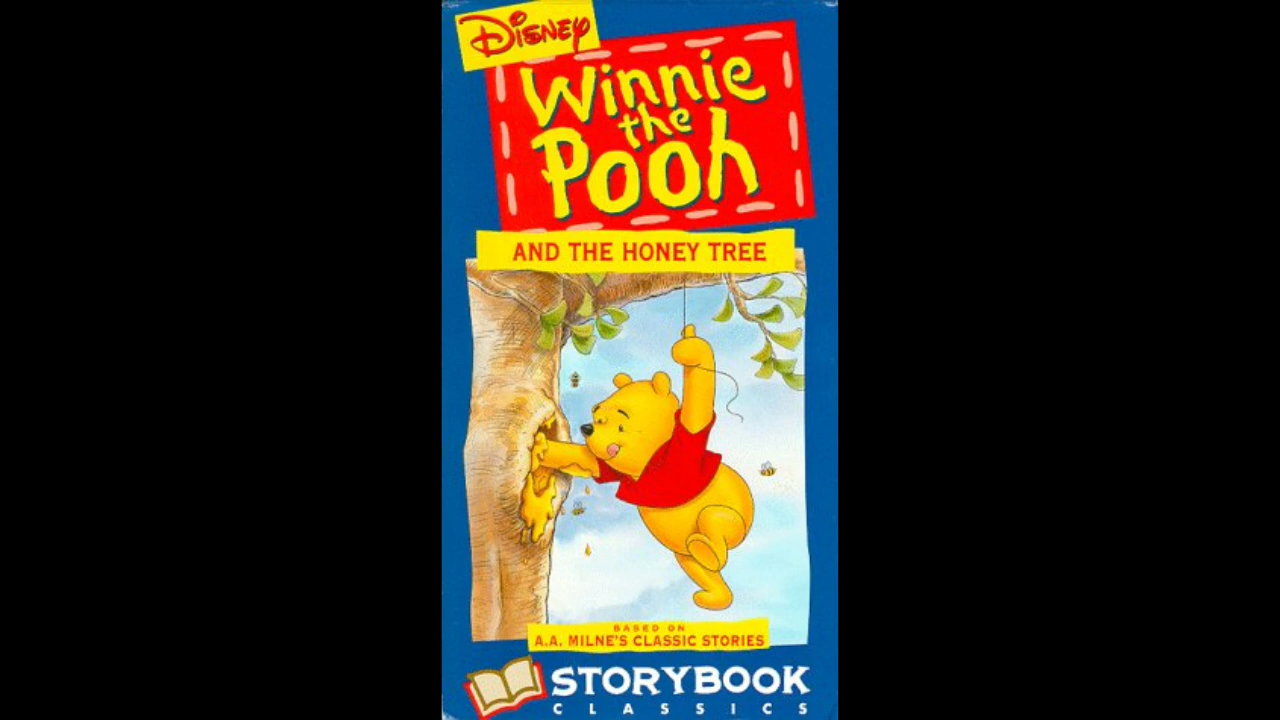 Disney
Winnie
the
Pooh
AND THE HONEY TREE
BASED ON
A.A. MILNE'S CLASSIC STORIES
STORYBOOK
CLASSICS